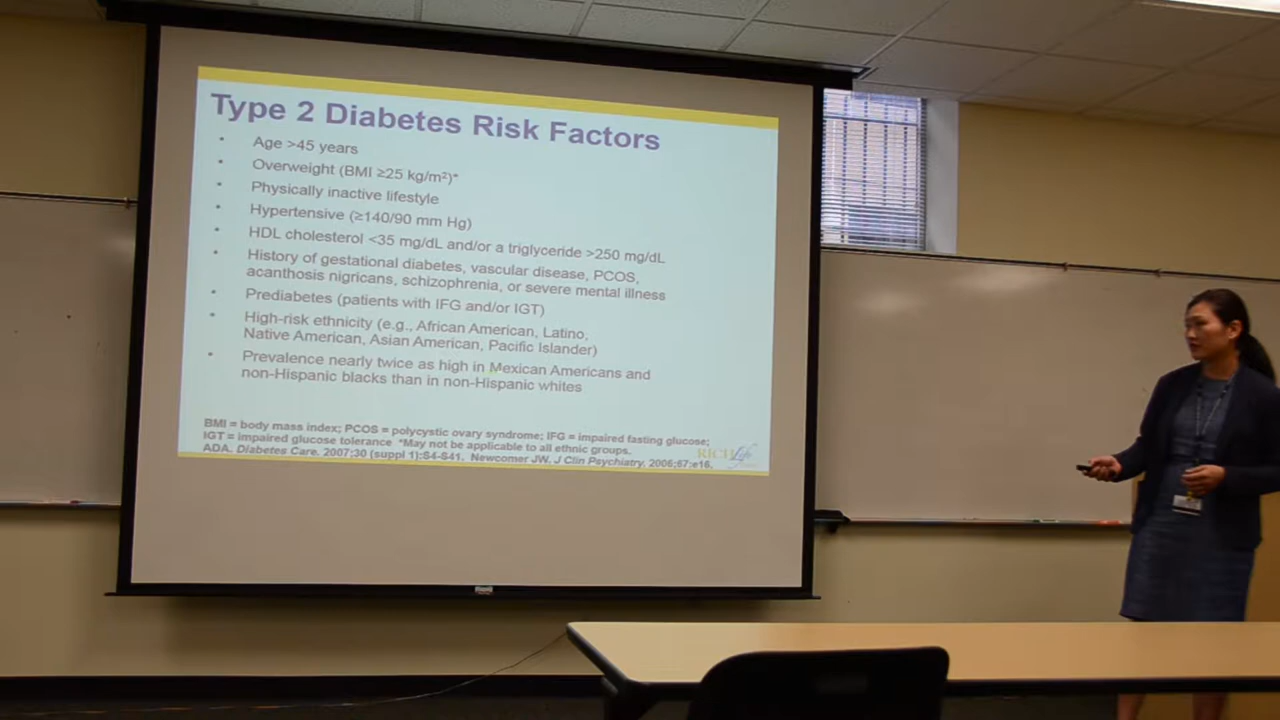 Type 2 Diabetes Risk Factors
• Age >45 years
• Overweight (BMI ≥25 kg/m²)*
• Physically inactive lifestyle
• Hypertensive (≥140/90 mm Hg)
• HDL cholesterol <35 mg/dL and/or a triglyceride >250 mg/dL
• History of gestational diabetes, vascular disease, PCOS,
acanthosis nigricans, schizophrenia, or severe mental illness
• Prediabetes (patients with IFG and/or IGT)
• High-risk ethnicity (e.g., African American, Latino,
Native American, Asian American, Pacific Islander)
• Prevalence nearly twice as high in Mexican Americans and
non-Hispanic blacks than in non-Hispanic whites
BMI = body mass index; PCOS = polycystic ovary syndrome; IFG = impaired fasting glucose;
IGT = impaired glucose tolerance *May not be applicable to all ethnic groups.
ADA. Diabetes Care. 2007;30 (suppl 1):S4-S41. Newcomer JW. J Clin Psychiatry. 2006;67:e16.
RICH Life